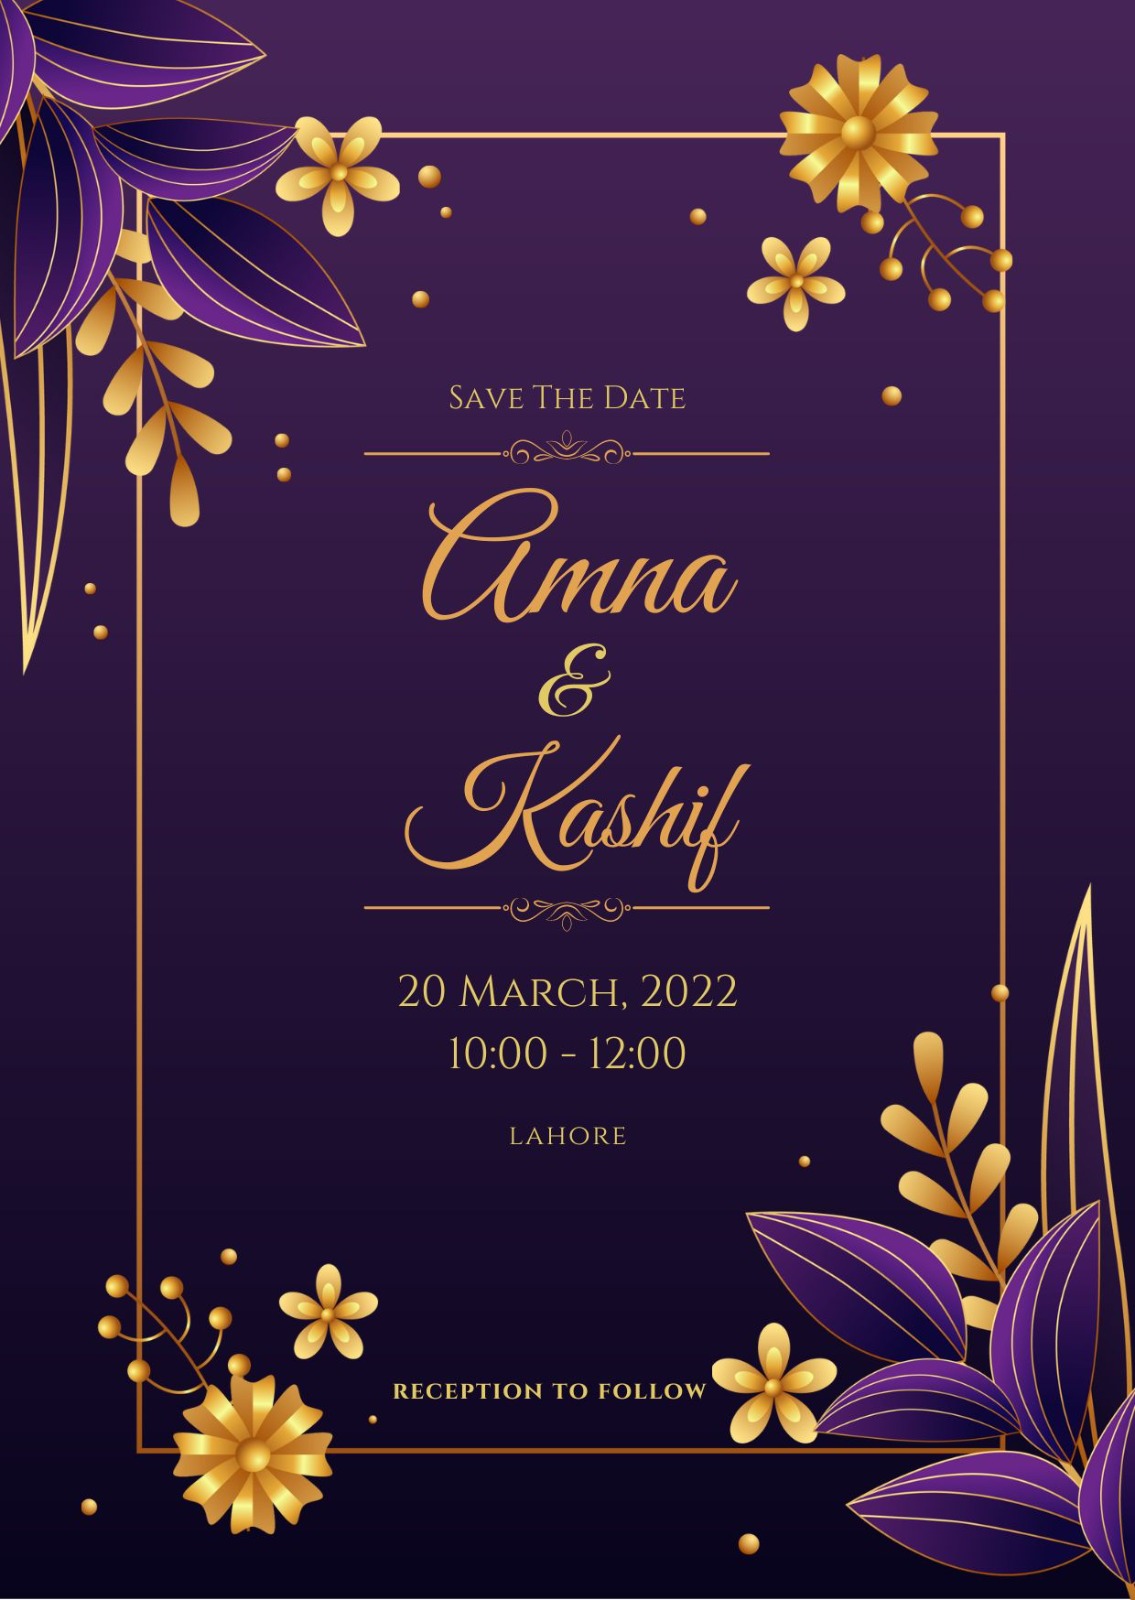 Save The Date
Amna
&
Kashif
20 March, 2022
10:00 - 12:00
LAHORE
RECEPTION TO FOLLOW